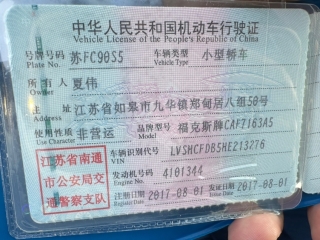 中华人民共和国机动车行驶证
Vehicle License of the People's Republic of China
号牌号码 苏FC90S5 车辆类型 小型轿车
Plate No. Vehicle Type
所有人 夏伟
Owner
住址 江苏省如皋市九华镇郑甸居八组50号
Address
使用性质 非营运 品牌型号 福克斯牌CAF7163A5
Use Character Model
江苏省南通
市公安局交
通警察支队
车辆识别代号 LVSHCFDB5HE213276
VIN
发动机号码 4101344
Engine No.
注册日期 2017-08-01 发证日期 2017-08-01
Register Date Issue Date